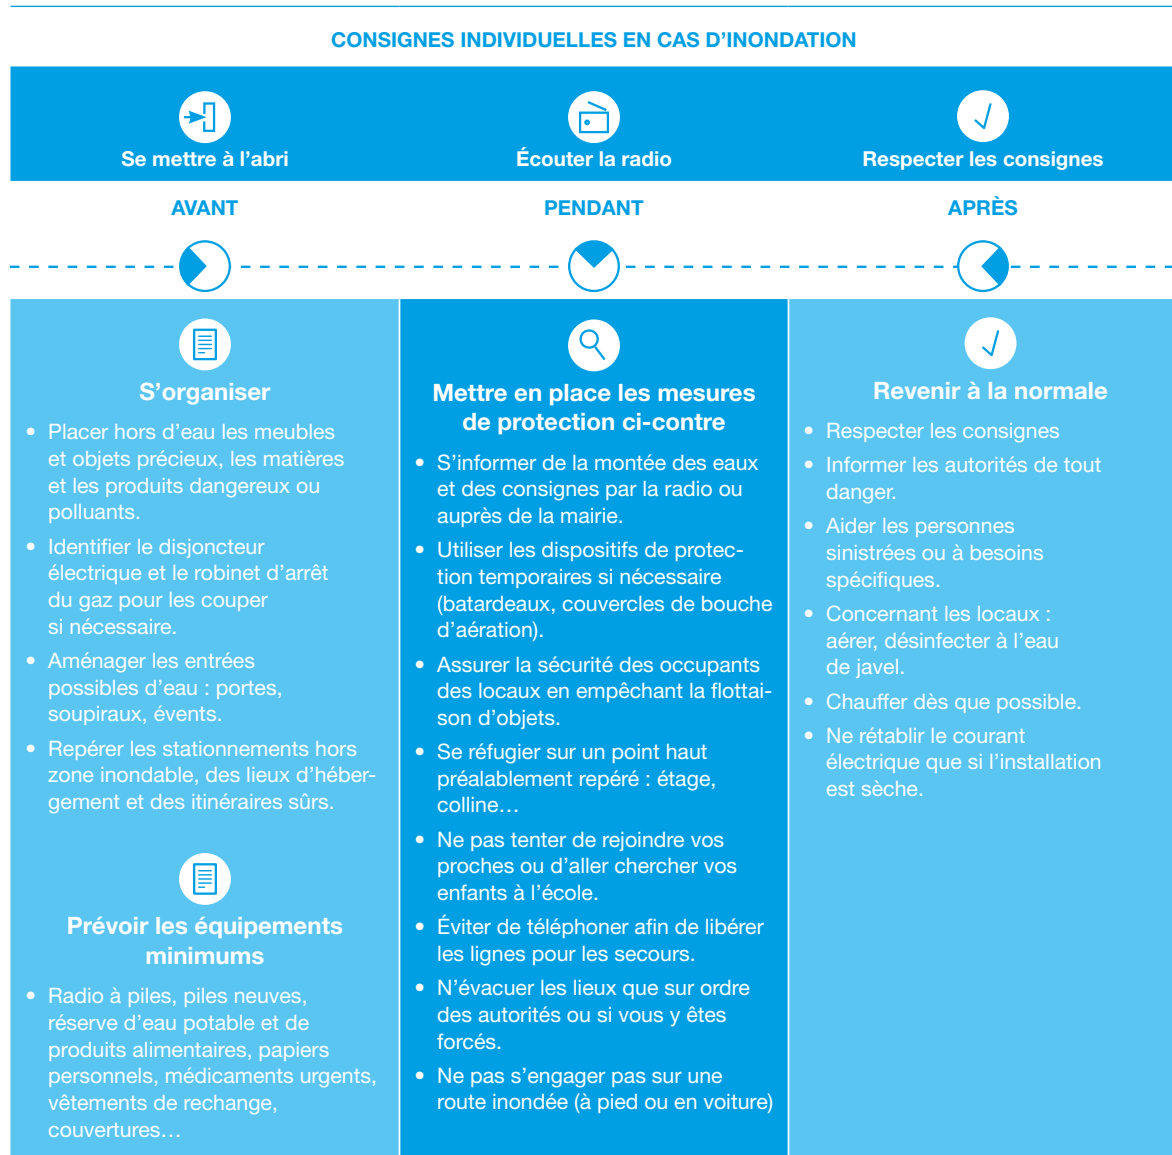 CONSIGNES INDIVIDUELLES EN CAS D’INONDATION
Se mettre à l’abri
Écouter la radio
Respecter les consignes
AVANT
PENDANT
APRÈS
S’organiser
• Placer hors d’eau les meubles
et objets précieux, les matières
et les produits dangereux ou
polluants.
• Identifier le disjoncteur
électrique et le robinet d’arrêt
du gaz pour les couper
si nécessaire.
• Aménager les entrées
possibles d’eau : portes,
soupiraux, évents.
• Repérer les stationnements hors
zone inondable, des lieux d’héber-
gement et des itinéraires sûrs.
Prévoir les équipements
minimums
• Radio à piles, piles neuves,
réserve d’eau potable et de
produits alimentaires, papiers
personnels, médicaments urgents,
vêtements de rechange,
couvertures…
Mettre en place les mesures
de protection ci-contre
• S’informer de la montée des eaux
et des consignes par la radio ou
auprès de la mairie.
• Utiliser les dispositifs de protec-
tion temporaires si nécessaire
(batardeaux, couvercles de bouche
d’aération).
• Assurer la sécurité des occupants
des locaux en empêchant la flottai-
son d’objets.
• Se réfugier sur un point haut
préalablement repéré : étage,
colline…
• Ne pas tenter de rejoindre vos
proches ou d’aller chercher vos
enfants à l’école.
• Éviter de téléphoner afin de libérer
les lignes pour les secours.
• N’évacuer les lieux que sur ordre
des autorités ou si vous y êtes
forcés.
• Ne pas s’engager pas sur une
route inondée (à pied ou en voiture)
Revenir à la normale
• Respecter les consignes
• Informer les autorités de tout
danger.
• Aider les personnes
sinistrées ou à besoins
spécifiques.
• Concernant les locaux :
aérer, désinfecter à l’eau
de javel.
• Chauffer dès que possible.
• Ne rétablir le courant
électrique que si l’installation
est sèche.